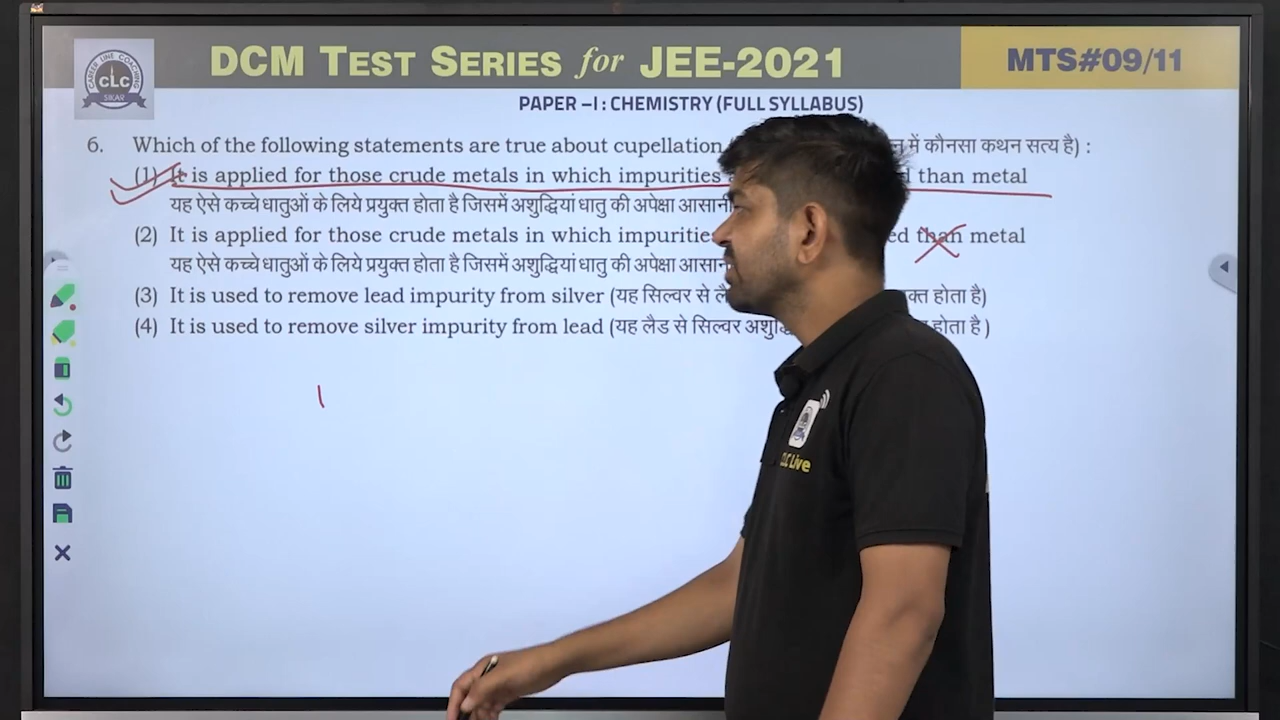 DCM TEST SERIES for JEE-2021
MTS#09/11
CAREER LINE COACHING
CLC
SIKAR
PAPER –I : CHEMISTRY (FULL SYLLABUS)
6. Which of the following statements are true about cupellation में कौनसा कथन सत्य है) :
(1) It is applied for those crude metals in which impurities than metal
यह ऐसे कच्चे धातुओं के लिये प्रयुक्त होता है जिसमें अशुद्धियां धातु की अपेक्षा
(2) It is applied for those crude metals in which impurities than metal
यह ऐसे कच्चे धातुओं के लिये प्रयुक्त होता है जिसमें अशुद्धियां धातु की अपेक्षा
(3) It is used to remove lead impurity from silver (यह सिल्वर से होता है)
(4) It is used to remove silver impurity from lead (यह लैड से सिल्वर होता है )
CLC Live